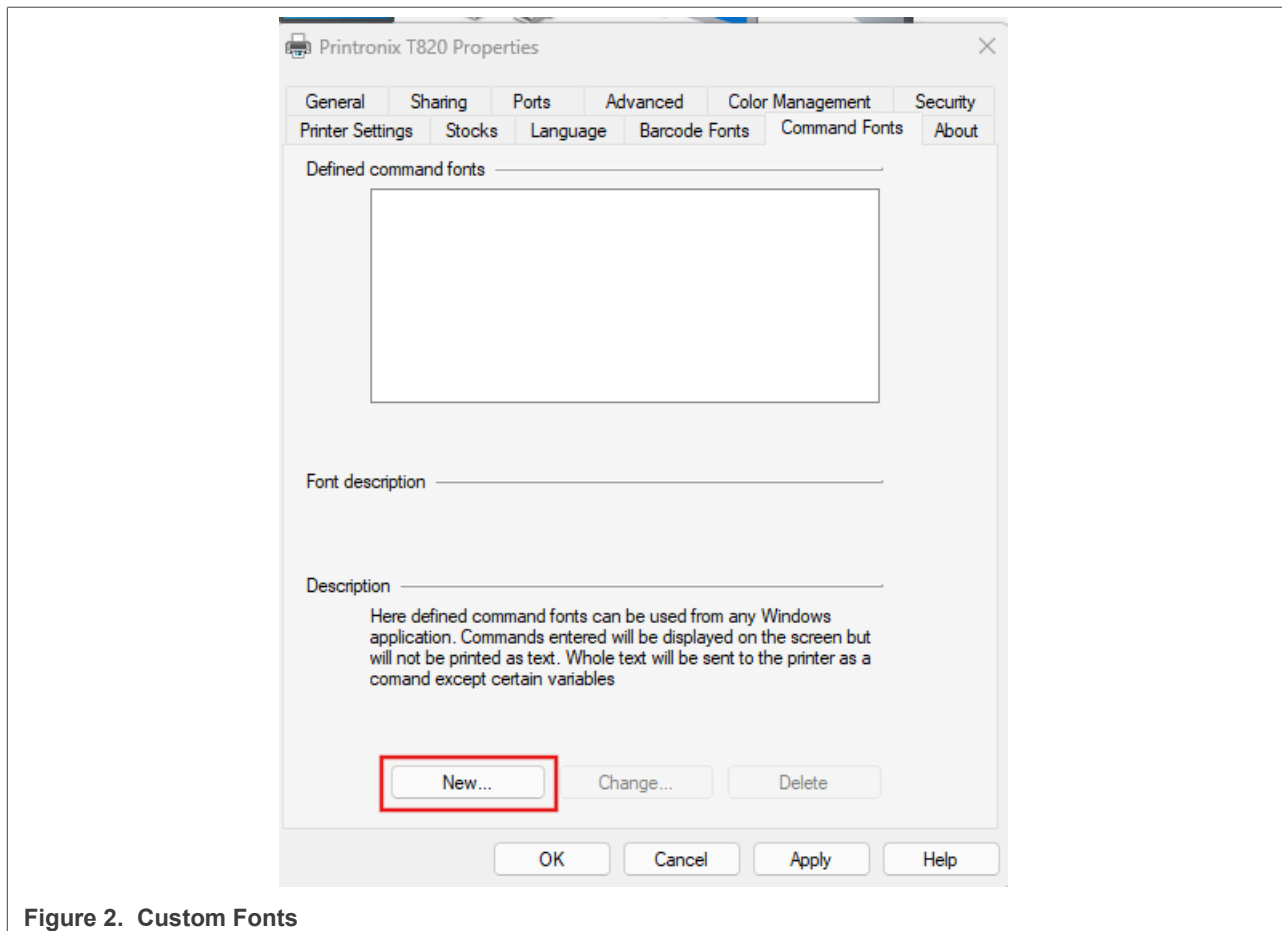 Printronix T820 Properties
General Sharing Ports Advanced Color Management Security
Printer Settings Stocks Language Barcode Fonts Command Fonts About
Defined command fonts
Font description
Description
Here defined command fonts can be used from any Windows
application. Commands entered will be displayed on the screen but
will not be printed as text. Whole text will be sent to the printer as a
comand except certain variables
New... Change... Delete
OK Cancel Apply Help
Figure 2. Custom Fonts